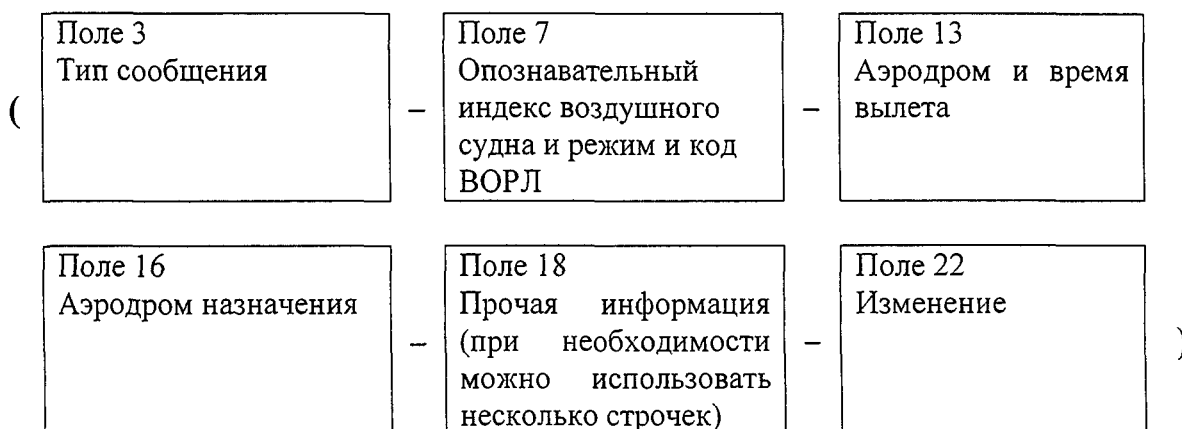 Поле 3
Тип сообщения
(
–
Поле 7
Опознавательный
индекс воздушного
судна и режим и код
ВОРЛ
–
Поле 13
Аэродром и время
вылета
Поле 16
Аэродром назначения
–
Поле 18
Прочая информация
(при необходимости
можно использовать
несколько строчек)
–
Поле 22
Изменение
)